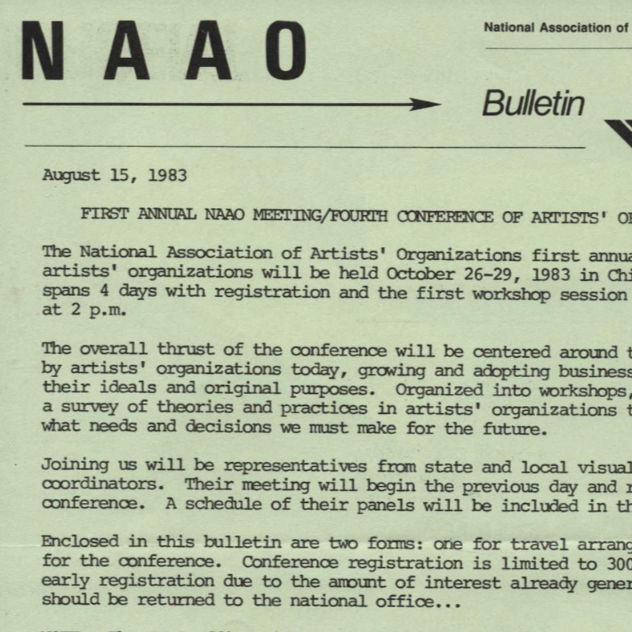 NAAO
National Association of
Bulletin
August 15, 1983
FIRST ANNUAL NAAO MEETING/FOURTH CONFERENCE OF ARTISTS'
The National Association of Artists' Organizations first
artists' organizations will be held October 26-29, 1983 in
spans 4 days with registration and the first workshop session
at 2 p.m.
The overall thrust of the conference will be centered around
by artists' organizations today, growing and adopting business
their ideals and original purposes. Organized into workshops,
a survey of theories and practices in artists' organizations
what needs and decisions we must make for the future.
Joining us will be representatives from state and local visual
coordinators. Their meeting will begin the previous day and
conference. A schedule of their panels will be included in
Enclosed in this bulletin are two forms: one for travel
for the conference. Conference registration is limited to 300
early registration due to the amount of interest already
should be returned to the national office...